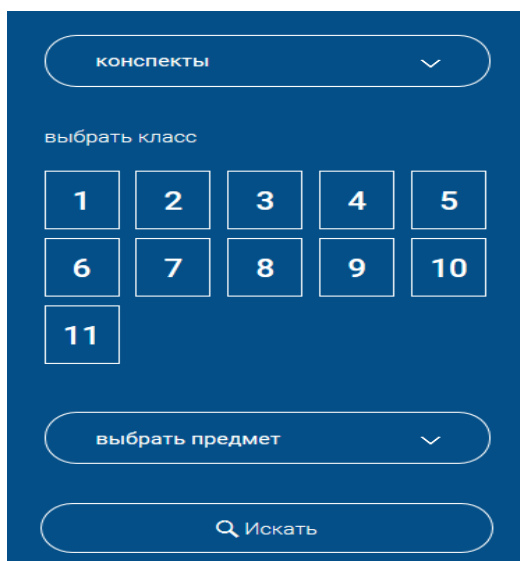 конспекты
выбрать класс
1 2 3 4 5
6 7 8 9 10
11
выбрать предмет
Искать